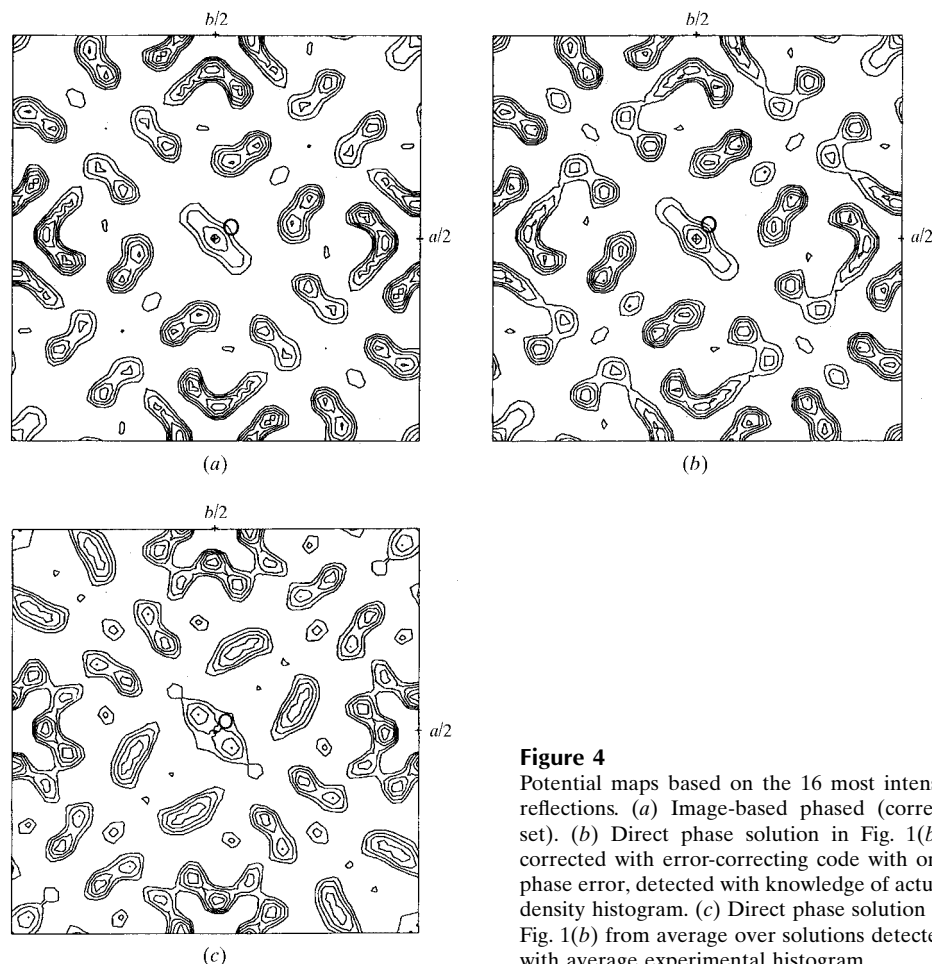 b/2
b/2
a/2
a/2
(a)
(b)
b/2
a/2
(c)
Figure 4
Potential maps based on the 16 most intens
reflections. (a) Image-based phased (corre
set). (b) Direct phase solution in Fig. 1(b
corrected with error-correcting code with on
phase error, detected with knowledge of actu
density histogram. (c) Direct phase solution
Fig. 1(b) from average over solutions detecte
with average experimental histogram.